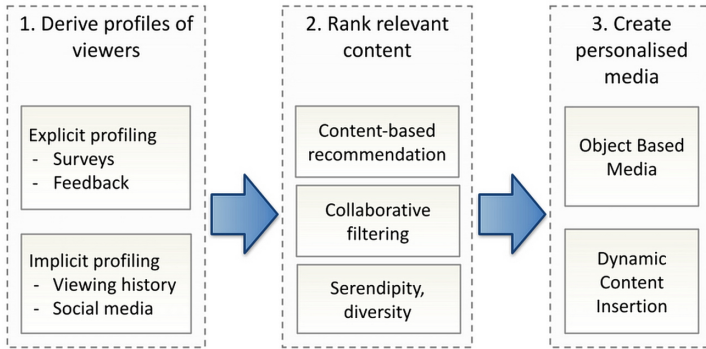 1. Derive profiles of
viewers
Explicit profiling
- Surveys
- Feedback
Implicit profiling
- Viewing history
- Social media
2. Rank relevant
content
Content-based
recommendation
Collaborative
filtering
Serendipity,
diversity
3. Create
personalised
media
Object Based
Media
Dynamic
Content
Insertion